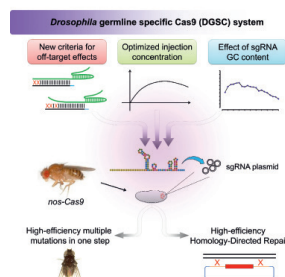 Drosophila germline specific Cas9 (DGSC) system
New criteria for
off-target effects
Optimized injection
concentration
Effect of sgRNA
GC content
sgRNA plasmid
nos-Cas9
High-efficiency multiple
mutations in one step
High-efficiency
Homology-Directed Repai
X X